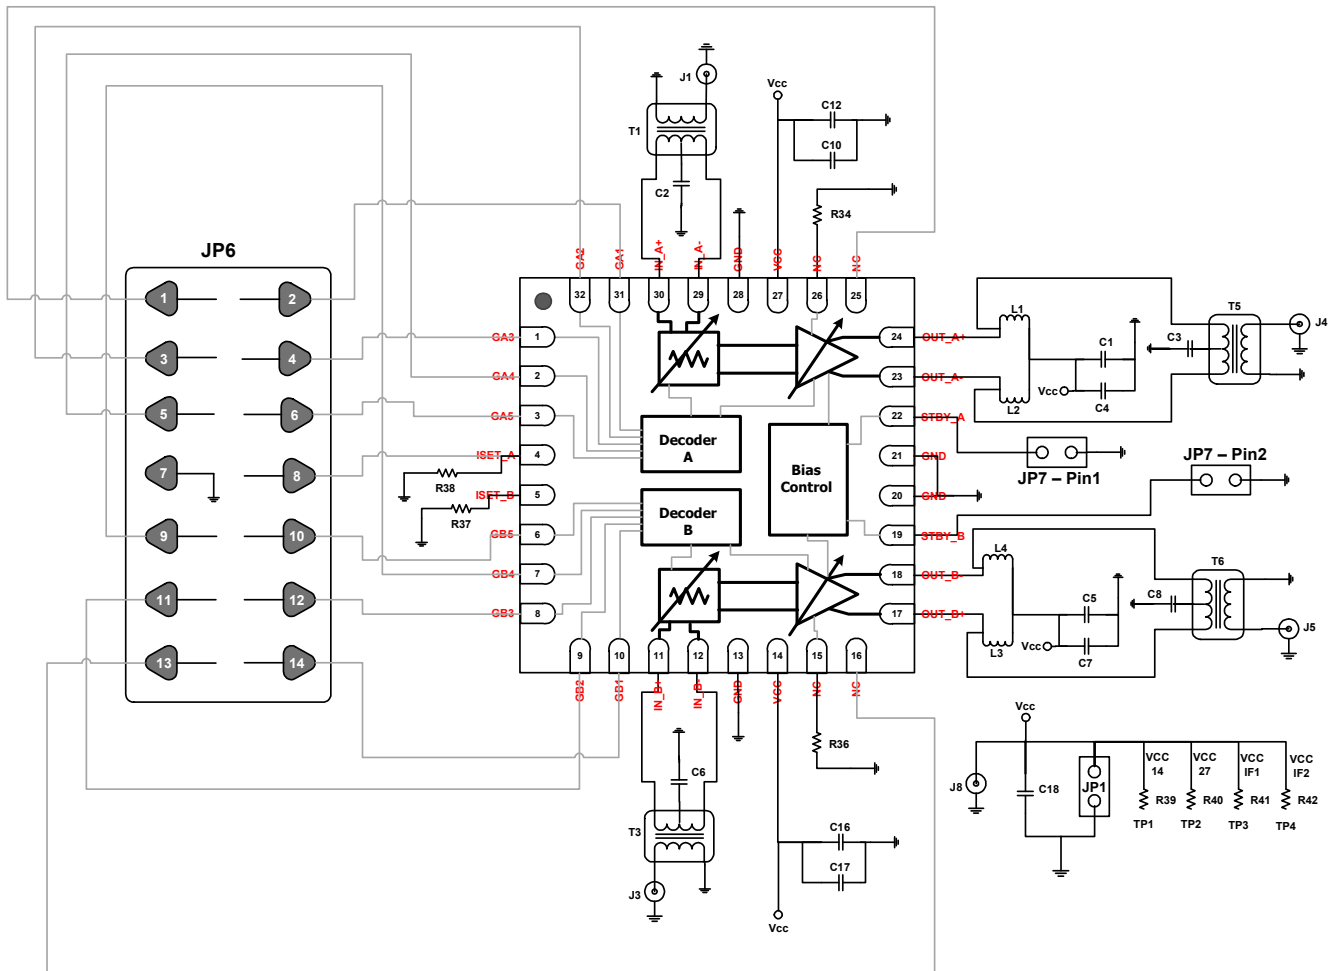 J1
Vcc
C12
T1
C10
C2
R34
JP6
GA2
GA1
IN_A+
IN_A-
GND
VCC
NC
NC
32
31
30
29
28
27
26
25
1
2
3
4
5
6
7
8
9
10
11
12
13
14
GA3
1
GA4
2
GA5
3
ISET_A
4
R38
ISET_B
5
R37
GB5
6
GB4
7
GB3
8
Decoder
A
Decoder
B
Bias
Control
24
OUT_A+
23
OUT_A-
22
STBY_A
21
GND
20
GND
19
STBY_B
18
OUT_B-
17
OUT_B+
L1
L2
C1
Vcc
C4
C3
T5
J4
JP7 – Pin1
JP7 – Pin2
L4
L3
C5
Vcc
C7
C8
T6
J5
9
10
11
12
13
14
15
16
GB2
GB1
IN_B+
IN_B-
GND
VCC
NC
NC
C6
R36
T3
J3
C16
C17
Vcc
Vcc
J8
C18
JP1
VCC
14
R39
TP1
VCC
27
R40
TP2
VCC
IF1
R41
TP3
VCC
IF2
R42
TP4